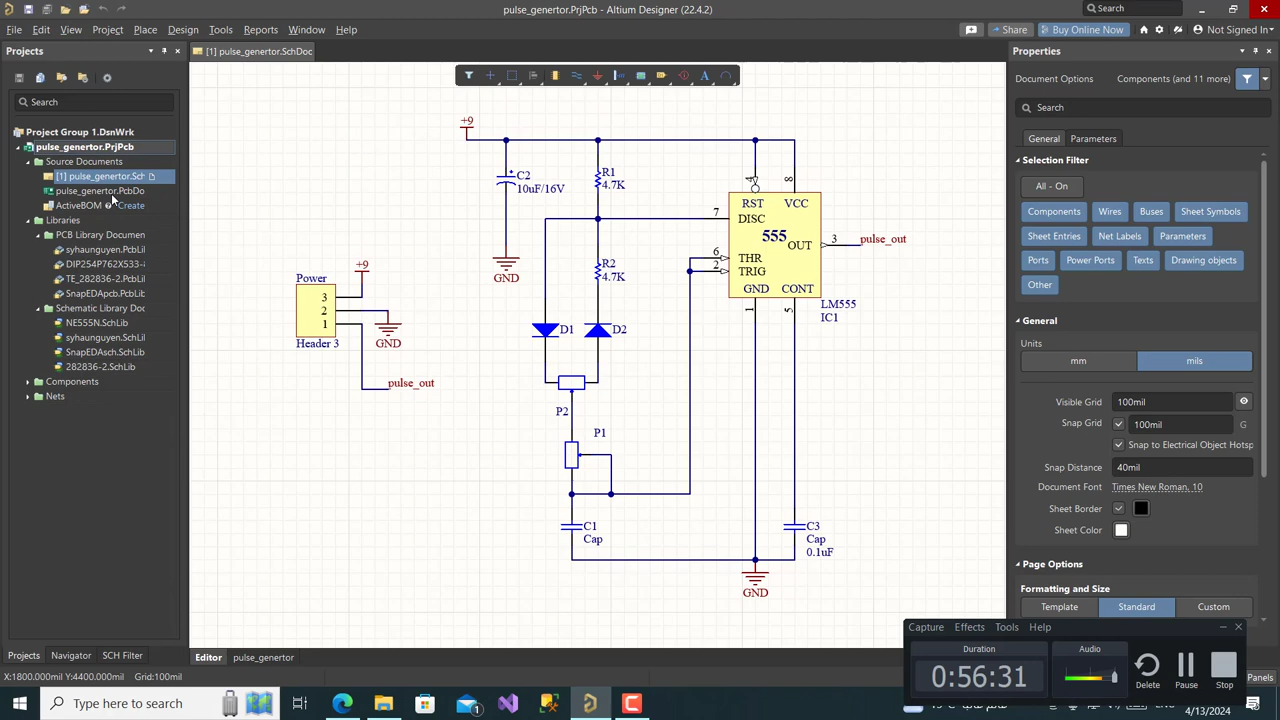 pulse_genertor.PrjPcb - Altium Designer (22.4.2)
Search
File Edit View Project Place Design Tools Reports Window Help
Share
Buy Online Now
Not Signed In
Projects
[1] pulse_genertor.SchDoc
Properties
Document Options Components (and 11 more)
Search
Search
Project Group 1.DsnWrk
pulse_genertor.PrjPcb
Source Documents
[1] pulse_genertor.Sch
pulse_genertor.PcbDo
ActiveBOM Create
Libraries
PCB Library Documen
syhaunguyen.PcbLil
DIP254P762X533-
TE_282836-2.PcbLib
SnapEDApcb.PcbLi
Schematic Library Doc
NE555N.SchLib
syhaunguyen.SchLi
SnapEDAsch.SchLib
282836-2.SchLib
Components
Nets
+9
C2
10uF/16V
GND
R1
4.7K
R2
4.7K
D1
D2
P2
P1
C1
Cap
Power
+9
3
2
1
Header 3
GND
pulse_out
4
8
RST VCC
7
DISC
555
OUT
3
pulse_out
6
THR
2
TRIG
GND CONT
LM555
IC1
1
5
C3
Cap
0.1uF
GND
General Parameters
Selection Filter
All - On
Components Wires Buses Sheet Symbols
Sheet Entries Net Labels Parameters
Ports Power Ports Texts Drawing objects
Other
General
Units
mm mils
Visible Grid 100mil
Snap Grid 100mil G
Snap to Electrical Object Hotsp
Snap Distance 40mil
Document Font Times New Roman, 10
Sheet Border
Sheet Color
Page Options
Formatting and Size
Template Standard Custom
Capture Effects Tools Help
Duration
0:56:31
Audio
Delete Pause Stop
Projects Navigator SCH Filter
Editor pulse_genertor
X:1800.000mil Y:4400.000mil Grid:100mil
Panels
Type here to search
1
4/13/2024